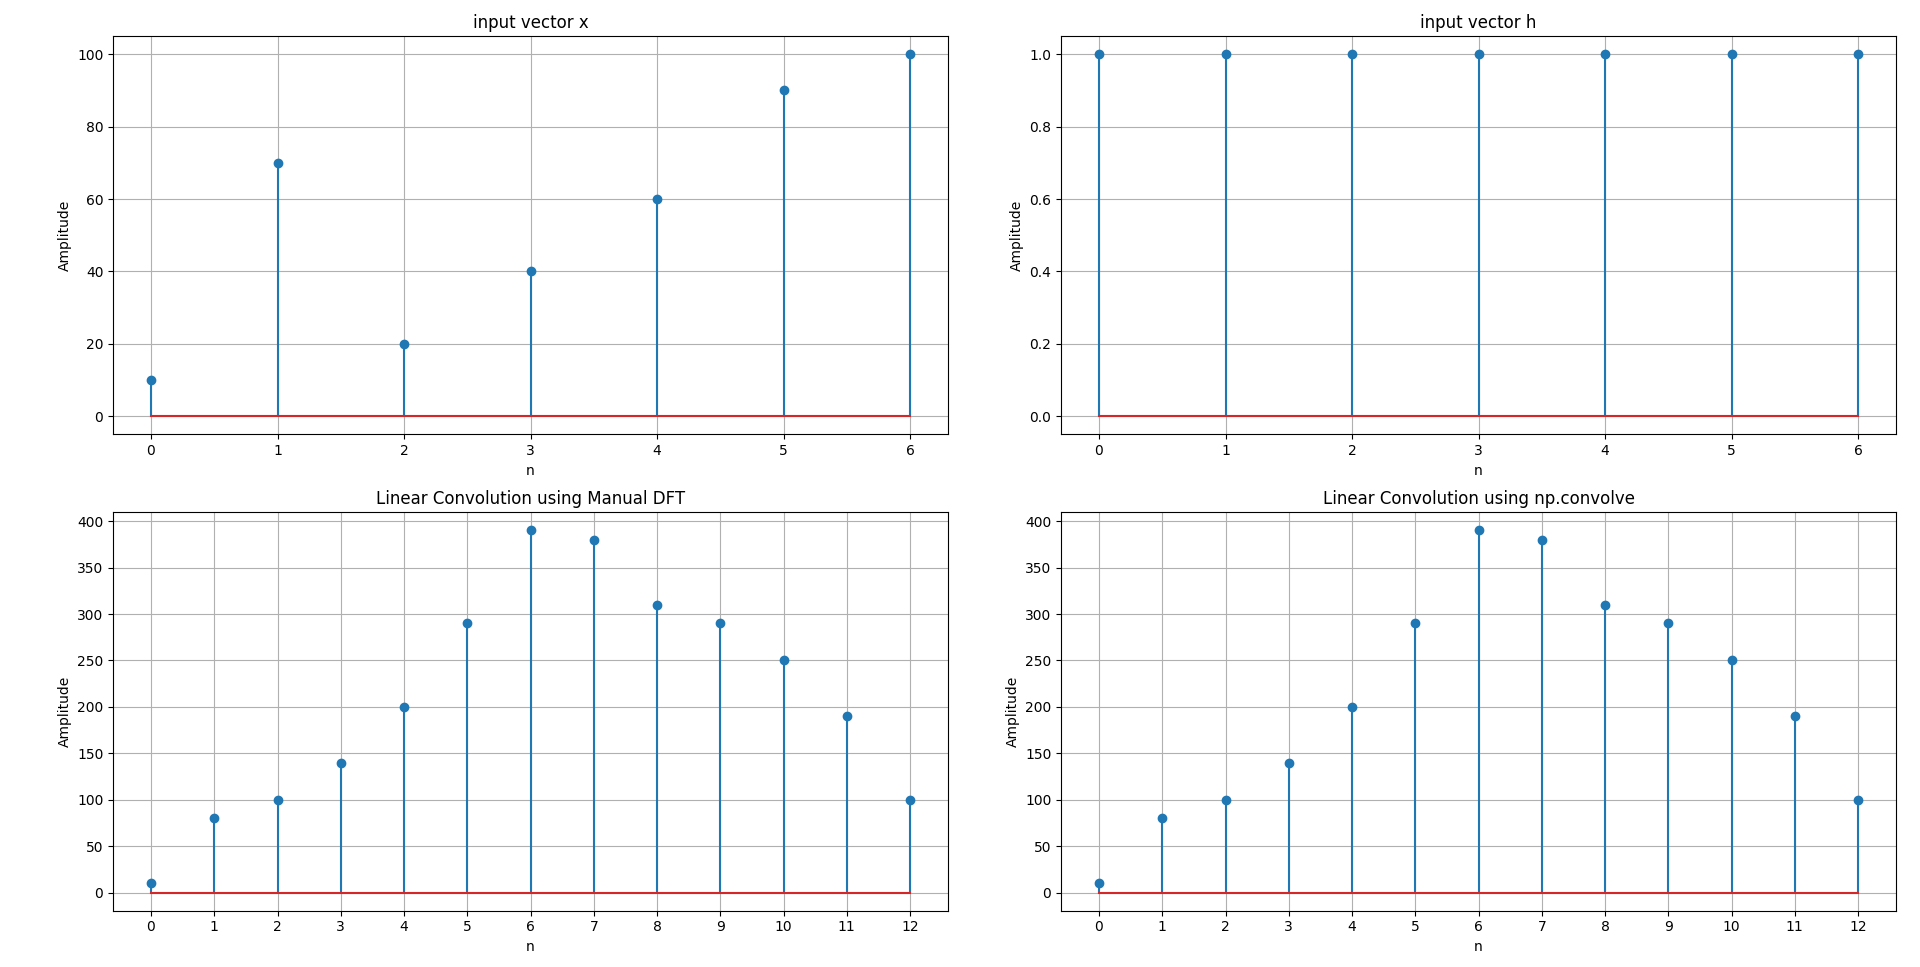 input vector x
100
80
60
40
20
0
Amplitude
0 1 2 3 4 5 6
n
input vector h
1.0
0.8
0.6
0.4
0.2
0.0
Amplitude
0 1 2 3 4 5 6
n
Linear Convolution using Manual DFT
400
350
300
250
200
150
100
50
0
Amplitude
0 1 2 3 4 5 6 7 8 9 10 11 12
n
Linear Convolution using np.convolve
400
350
300
250
200
150
100
50
0
Amplitude
0 1 2 3 4 5 6 7 8 9 10 11 12
n